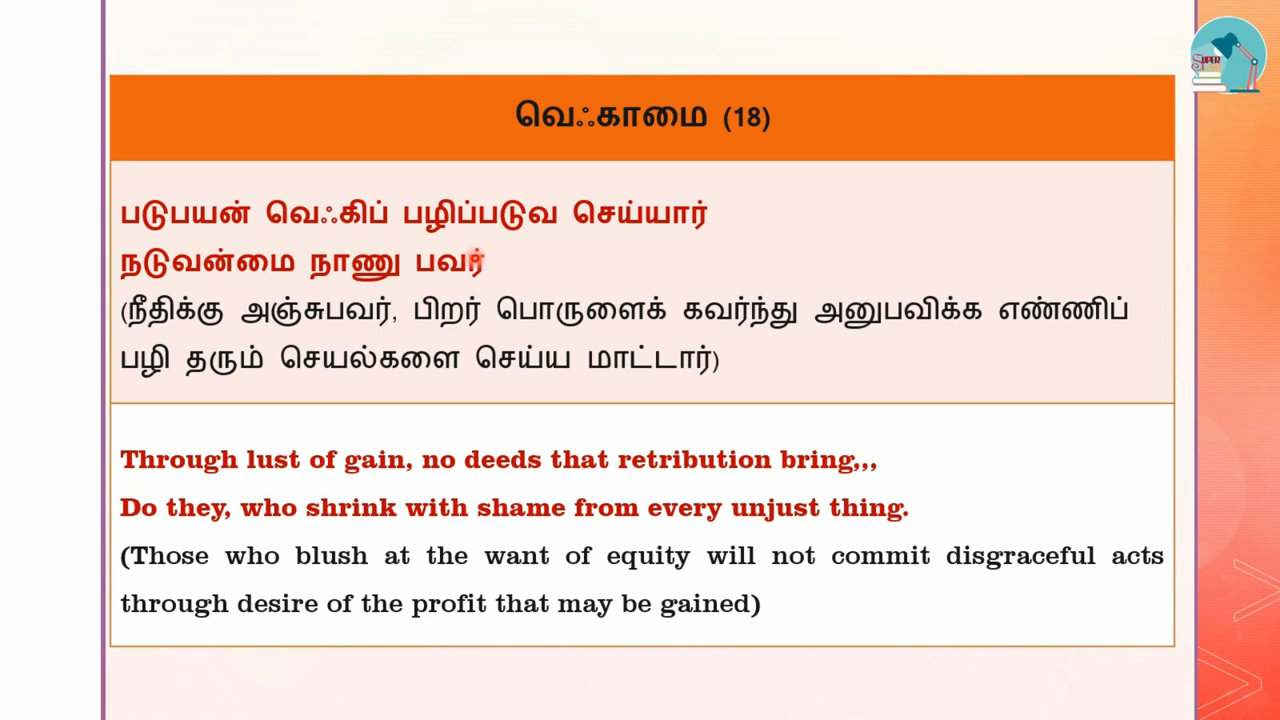 வெஃகாமை (18)
SUPER
படுபயன் வெஃகிப் பழிப்படுவ செய்யார்
நடுவன்மை நாணு பவர்
(நீதிக்கு அஞ்சுபவர், பிறர் பொருளைக் கவர்ந்து அனுபவிக்க எண்ணிப்
பழி தரும் செயல்களை செய்ய மாட்டார்)
Through lust of gain, no deeds that retribution bring,,,
Do they, who shrink with shame from every unjust thing.
(Those who blush at the want of equity will not commit disgraceful acts
through desire of the profit that may be gained)